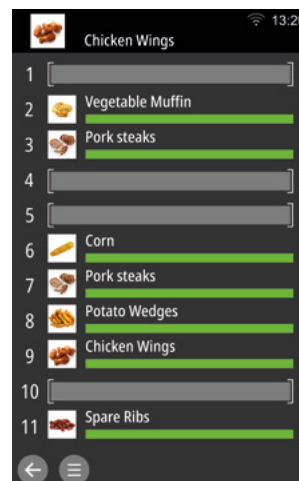 13:20
Chicken Wings
1
2 Vegetable Muffin
3 Pork steaks
4
5
6 Corn
7 Pork steaks
8 Potato Wedges
9 Chicken Wings
10
11 Spare Ribs